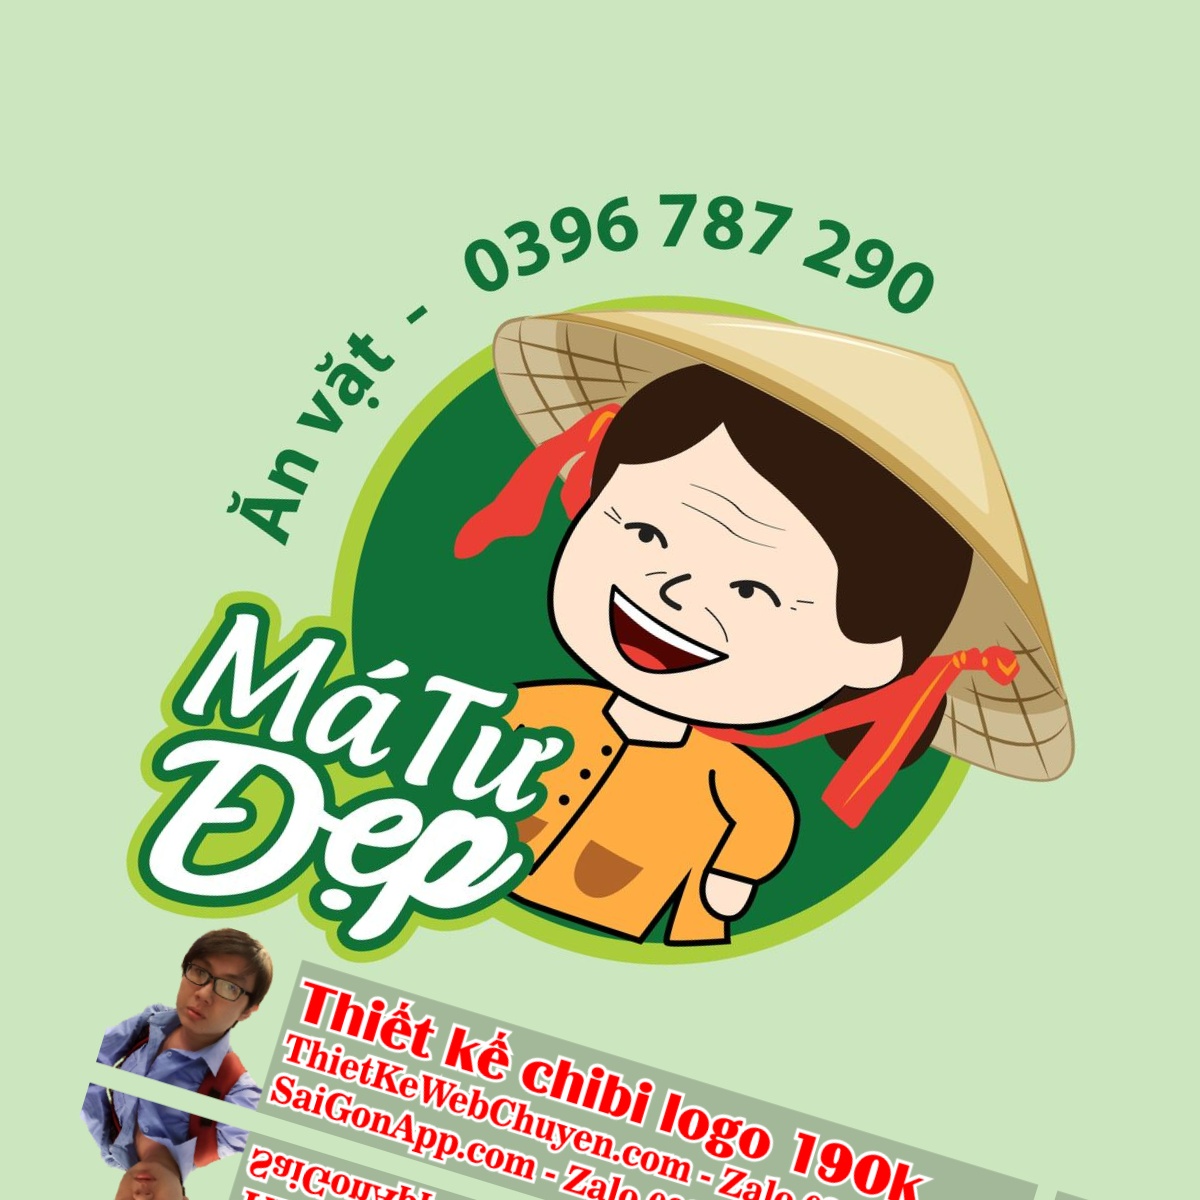 Ăn vặt - 0396 787 290
Má Tư
Đẹp
Thiết kế chibi logo 190k
ThietKeWebChuyen.com - Zalo
SaiGonApp.com - Zalo